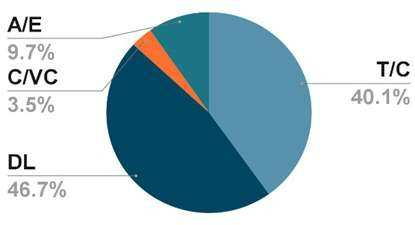 A/E
9.7%
C/VC
3.5%
DL
46.7%
T/C
40.1%